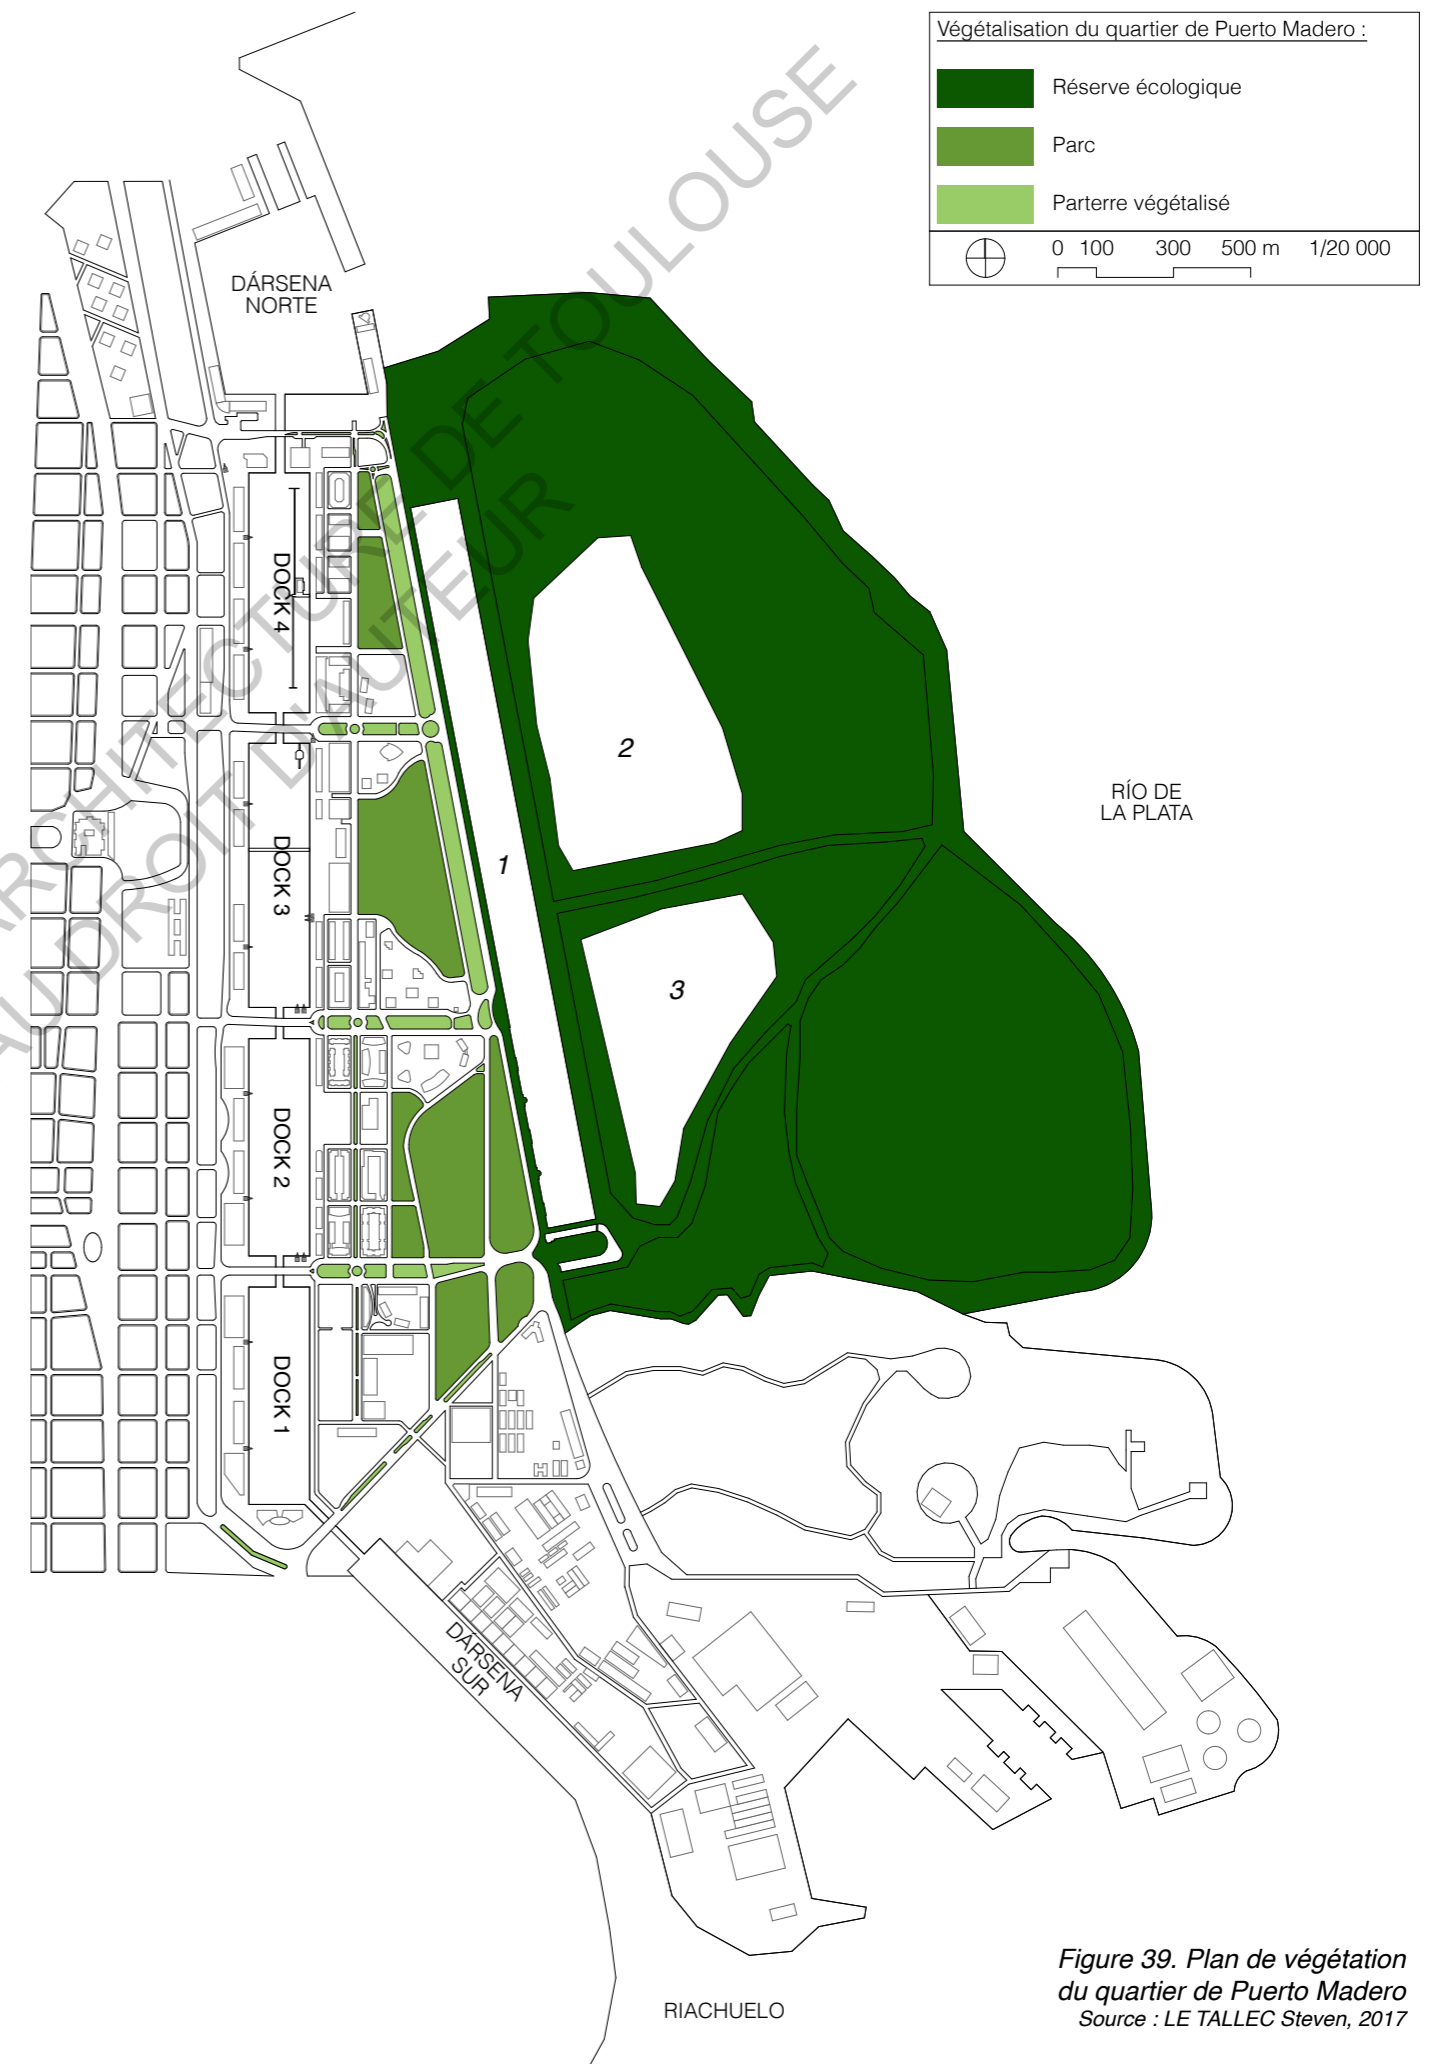 Végétalisation du quartier de Puerto Madero :
Réserve écologique
Parc
Parterre végétalisé
0 100 300 500 m 1/20 000
DÁRSENA
NORTE
ARCHITECTURE DE TOULOUSE
AU DROIT D'AUTEUR
DOCK 4
2
RÍO DE
LA PLATA
1
DOCK 3
3
DOCK 2
DOCK 1
DÁRSENA
SUR
RIACHUELO
Figure 39. Plan de végétation
du quartier de Puerto Madero
Source : LE TALLEC Steven, 2017